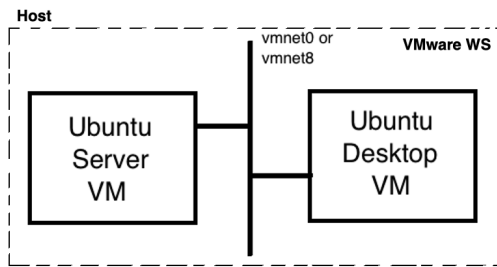 Host
vmnet0 or
vmnet8
VMware WS
Ubuntu
Server
VM
Ubuntu
Desktop
VM